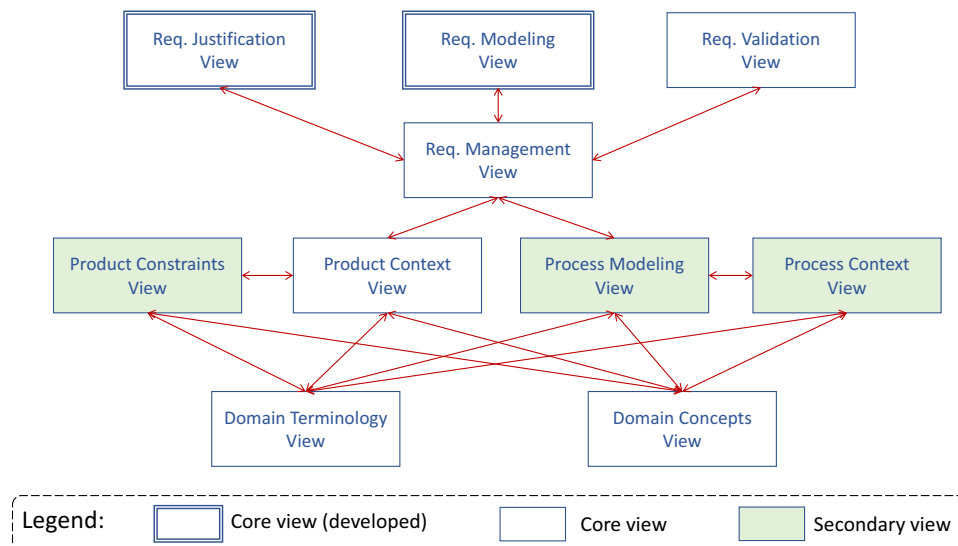 Req. Justification
View
Req. Modeling
View
Req. Validation
View
Req. Management
View
Product Constraints
View
Product Context
View
Process Modeling
View
Process Context
View
Domain Terminology
View
Domain Concepts
View
Legend:
Core view (developed)
Core view
Secondary view